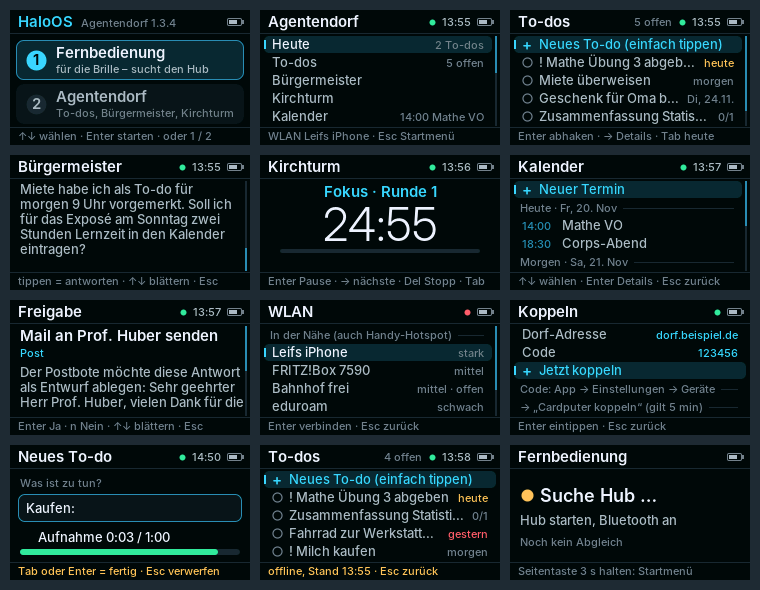 HaloOS Agentendorf 1.3.4
1 Fernbedienung
für die Brille – sucht den Hub
2 Agentendorf
To-dos, Bürgermeister, Kirchturm
↑↓ wählen · Enter starten · oder 1 / 2
Agentendorf 13:55
Heute 2 To-dos
To-dos 5 offen
Bürgermeister
Kirchturm
Kalender 14:00 Mathe VO
WLAN Leifs iPhone · Esc Startmenü
To-dos 5 offen 13:55
+ Neues To-do (einfach tippen)
! Mathe Übung 3 abgeb... heute
Miete überweisen morgen
Geschenk für Oma b... Di, 24.11.
Zusammenfassung Statis... 0/1
Enter abhaken · → Details · Tab heute
Bürgermeister 13:55
Miete habe ich als To-do für
morgen 9 Uhr vorgemerkt. Soll ich
für das Exposé am Sonntag zwei
Stunden Lernzeit in den Kalender
eintragen?
tippen = antworten · ↑↓ blättern · Esc
Kirchturm 13:56
Fokus · Runde 1
24:55
Enter Pause · → nächste · Del Stopp · Tab
Kalender 13:57
+ Neuer Termin
Heute · Fr, 20. Nov
14:00 Mathe VO
18:30 Corps-Abend
Morgen · Sa, 21. Nov
↑↓ wählen · Enter Details · Esc zurück
Freigabe 13:57
Mail an Prof. Huber senden
Post
Der Postbote möchte diese Antwort
als Entwurf ablegen: Sehr geehrter
Herr Prof. Huber, vielen Dank für die
Enter Ja · n Nein · ↑↓ blättern · Esc
WLAN
In der Nähe (auch Handy-Hotspot)
Leifs iPhone stark
FRITZ!Box 7590 mittel
Bahnhof frei mittel · offen
eduroam schwach
Enter verbinden · Esc zurück
Koppeln
Dorf-Adresse dorf.beispiel.de
Code 123456
+ Jetzt koppeln
Code: App → Einstellungen → Geräte
→ „Cardputer koppeln“ (gilt 5 min)
Enter eintippen · Esc zurück
Neues To-do 14:50
Was ist zu tun?
Kaufen:
Aufnahme 0:03 / 1:00
Tab oder Enter = fertig · Esc verwerfen
To-dos 4 offen 13:58
+ Neues To-do (einfach tippen)
! Mathe Übung 3 abgeben heute
Zusammenfassung Statisti... 0/1
Fahrrad zur Werkstatt... gestern
! Milch kaufen morgen
offline, Stand 13:55 · Esc zurück
Fernbedienung
Suche Hub ...
Hub starten, Bluetooth an
Noch kein Abgleich
Seitentaste 3 s halten: Startmenü